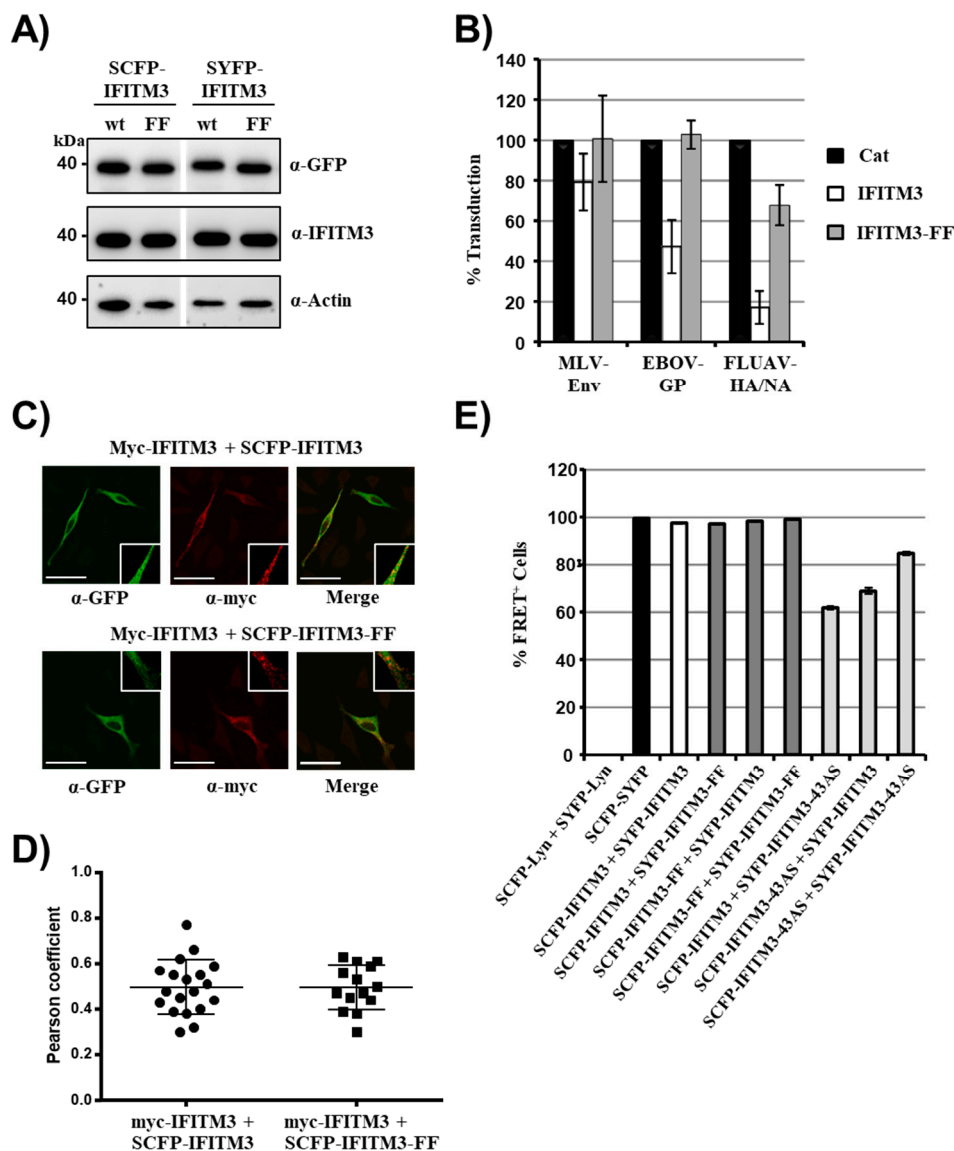 A)
SCFP-
IFITM3
SYFP-
IFITM3
wt FF wt FF
kDa
40 α-GFP
40 α-IFITM3
40 α-Actin
B)
140
120
100
80
60
40
20
0
% Transduction
MLV-
Env
EBOV-
GP
FLUAV-
HA/NA
Cat
IFITM3
IFITM3-FF
C)
Myc-IFITM3 + SCFP-IFITM3
α-GFP α-myc Merge
Myc-IFITM3 + SCFP-IFITM3-FF
α-GFP α-myc Merge
D)
Pearson coefficient
1.0
0.8
0.6
0.4
0.2
0.0
myc-IFITM3 +
SCFP-IFITM3
myc-IFITM3 +
SCFP-IFITM3-FF
E)
% FRET+ Cells
120
100
80
60
40
20
0
SCFP-Lyn + SYFP-Lyn
SCFP-SYFP
SCFP-IFITM3 + SYFP-IFITM3
SCFP-IFITM3 + SYFP-IFITM3-FF
SCFP-IFITM3-FF + SYFP-IFITM3
SCFP-IFITM3-FF + SYFP-IFITM3-FF
SCFP-IFITM3 + SYFP-IFITM3-43AS
SCFP-IFITM3-43AS + SYFP-IFITM3
SCFP-IFITM3-43AS + SYFP-IFITM3-43AS